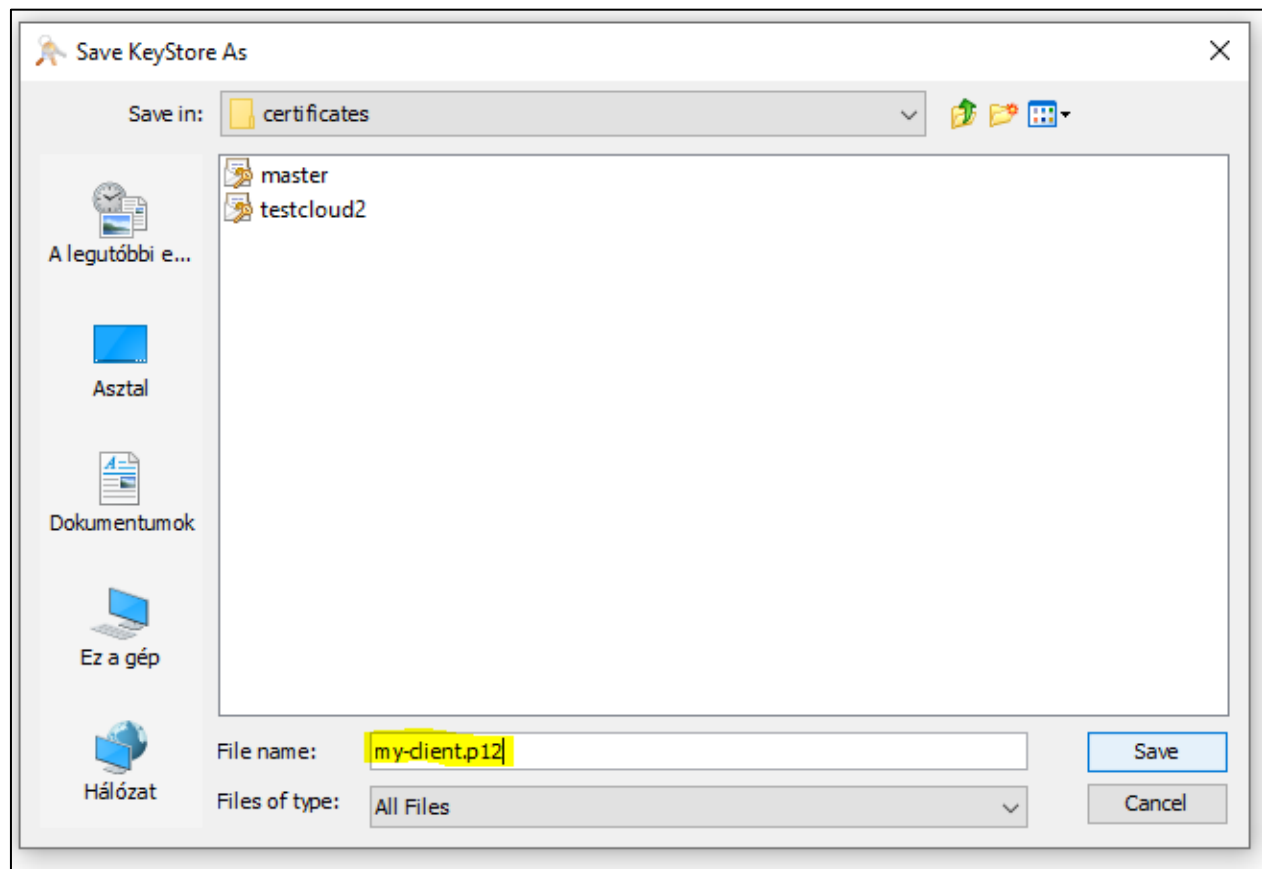 Save KeyStore As
Save in:
certificates
master
testcloud2
A legutóbbi e...
Asztal
Dokumentumok
Ez a gép
Hálózat
File name:
my-client.p12
Save
Files of type:
All Files
Cancel